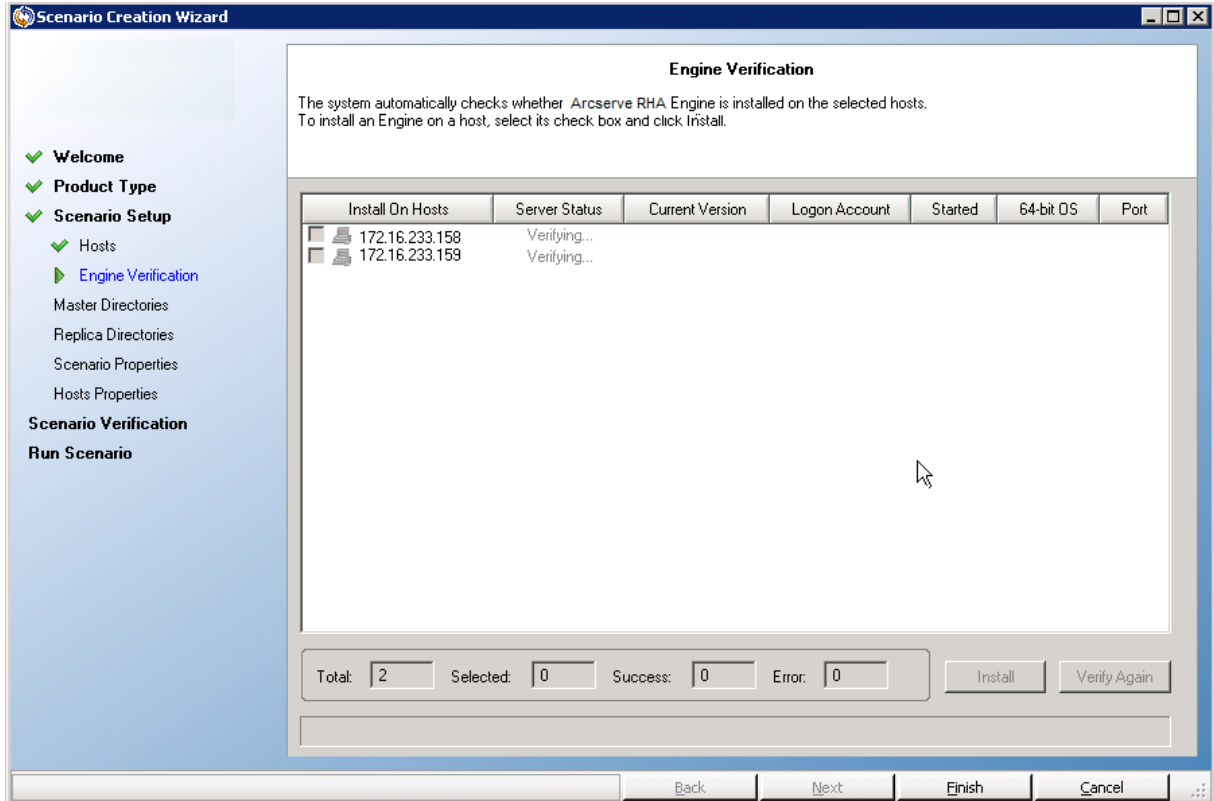 Scenario Creation Wizard
Welcome
Product Type
Scenario Setup
Hosts
Engine Verification
Master Directories
Replica Directories
Scenario Properties
Hosts Properties
Scenario Verification
Run Scenario
Engine Verification
The system automatically checks whether Arcserve RHA Engine is installed on the selected hosts.
To install an Engine on a host, select its check box and click Install.
Install On Hosts Server Status Current Version Logon Account Started 64-bit OS Port
172.16.233.158 Verifying...
172.16.233.159 Verifying...
Total: 2 Selected: 0 Success: 0 Error: 0 Install Verify Again
Back Next Finish Cancel